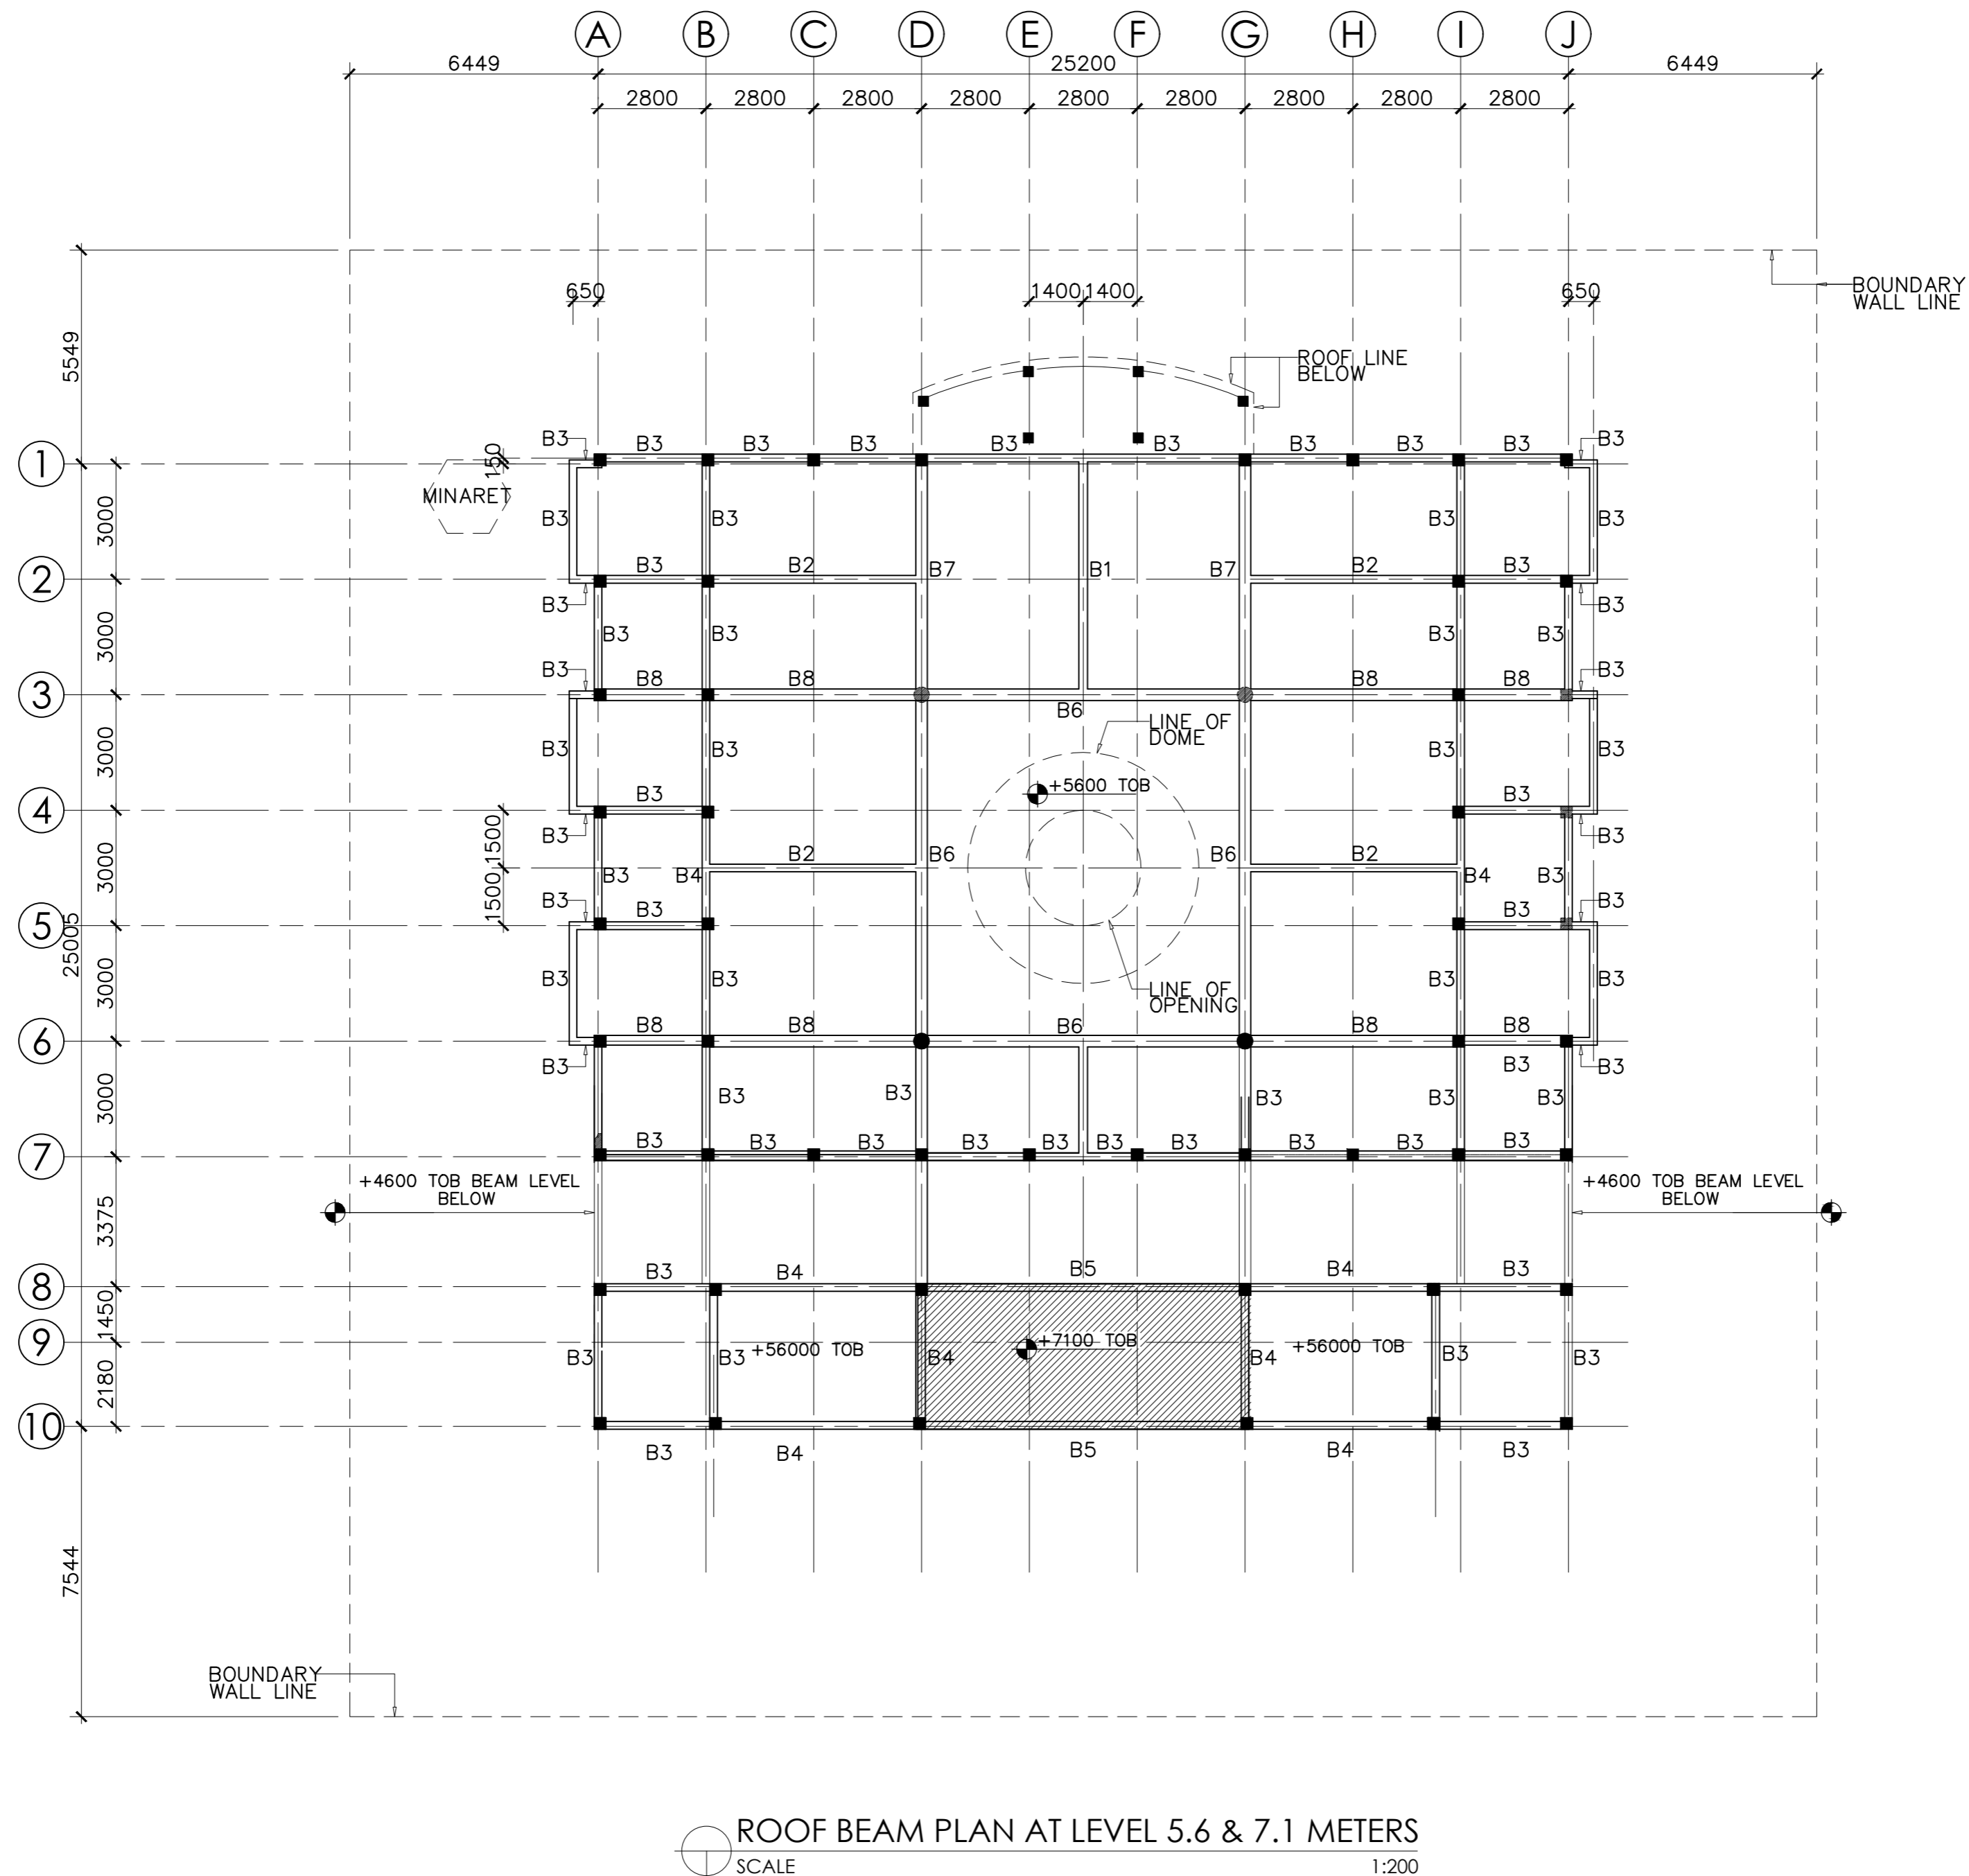 A B C D E F G H I J
6449 25200 6449
2800 2800 2800 2800 2800 2800 2800 2800 2800
650 1400 1400 650
BOUNDARY
WALL LINE
5549
ROOF LINE
BELOW
B3 B3 B3 B3 B3 B3 B3 B3 B3 B3
1
150
MINARET
3000 B3 B3 B3 B3
B3 B2 B7 B1 B7 B2 B3
2
B3 B3
3000 B3 B3 B3 B3
B3 B3
3 B8 B8 B8 B8
B6
LINE OF
DOME
3000 B3 B3 B3 B3
+5600 TOB
B3 B3
4
B3 B3
1500
B2 B6 B6 B2
3000 B3 B4 B4 B3
1500
B3 B3 B3 B3
5
25005
3000 B3 B3 B3 B3
LINE OF
OPENING
B8 B8 B6 B8 B8
6
B3 B3 B3
3000 B3 B3 B3 B3 B3
B3 B3 B3 B3 B3 B3 B3 B3 B3 B3
7
+4600 TOB BEAM LEVEL
BELOW
+4600 TOB BEAM LEVEL
BELOW
3375
B3 B4 B5 B4 B3
8
1450
9
+7100 TOB
B3 B3 +56000 TOB B4 B4 +56000 TOB B3 B3
2180
10
B3 B4 B5 B4 B3
7544
BOUNDARY
WALL LINE
ROOF BEAM PLAN AT LEVEL 5.6 & 7.1 METERS
SCALE 1:200